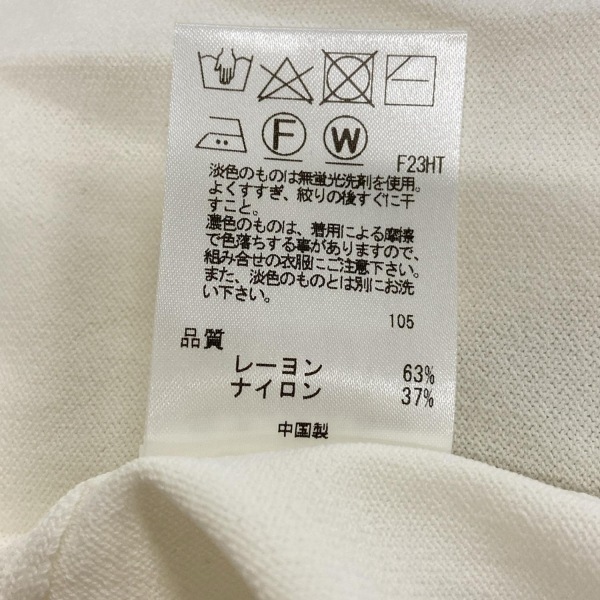 F
W
F23HT
淡色のものは無蛍光洗剤を使用。
よくすすぎ、絞りの後すぐに干
すこと。
濃色のものは、着用による摩擦
で色落ちする事がありますので、
組み合せの衣服にご注意下さい。
また、淡色のものとは別にお洗
い下さい。
105
品質
レーヨン 63%
ナイロン 37%
中国製